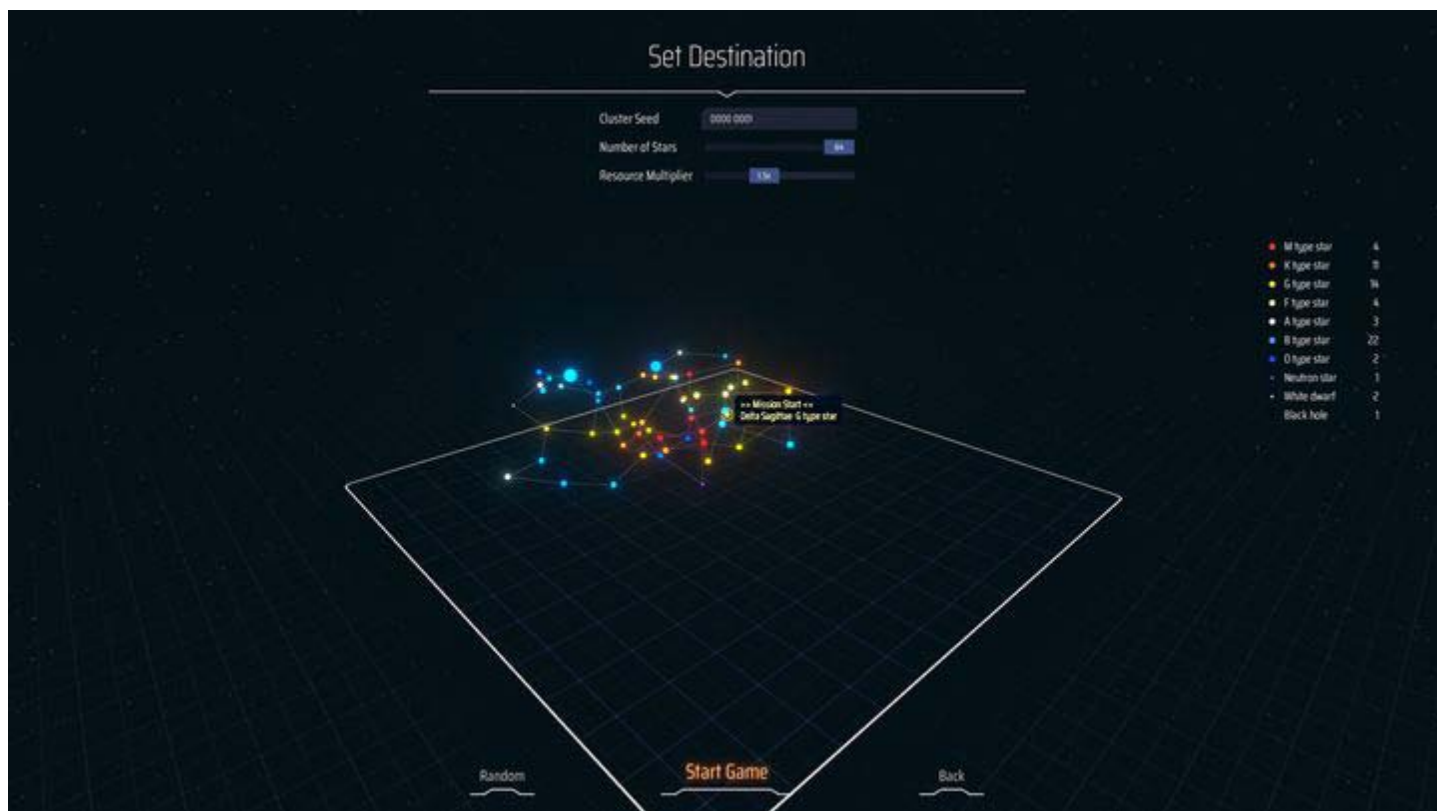 Set Destination
Cluster Seed 0000 0001
Number of Stars 64
Resource Multiplier 1.5x
M type star 4
K type star 11
G type star 14
F type star 4
A type star 3
B type star 22
O type star 2
Neutron star 1
White dwarf 2
Black hole 1
>> Mission Start <<
Delta Sagittae G type star
Random Start Game Back